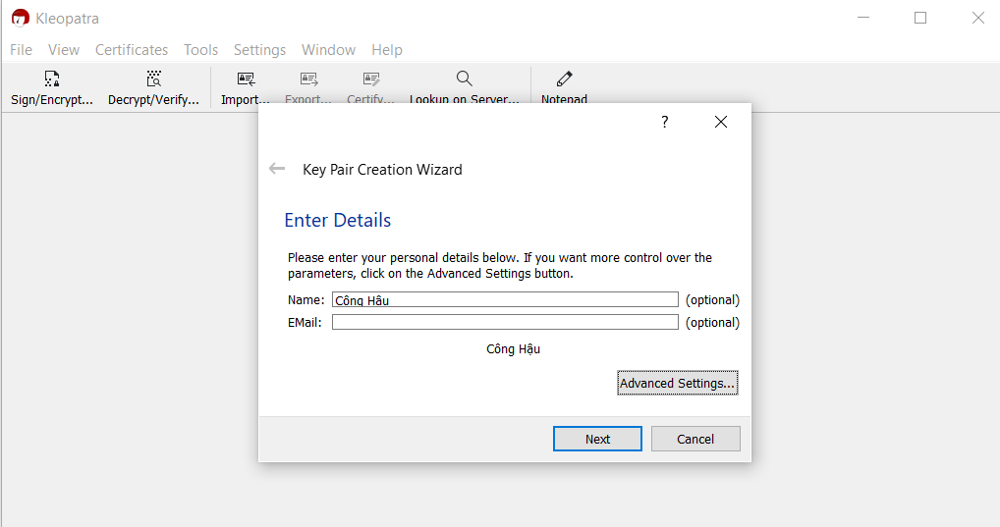 Kleopatra
File View Certificates Tools Settings Window Help
Sign/Encrypt... Decrypt/Verify... Import... Export... Certify... Lookup on Server... Notepad
?
Key Pair Creation Wizard
Enter Details
Please enter your personal details below. If you want more control over the
parameters, click on the Advanced Settings button.
Name: Công Hậu (optional)
EMail: (optional)
Công Hậu
Advanced Settings...
Next Cancel